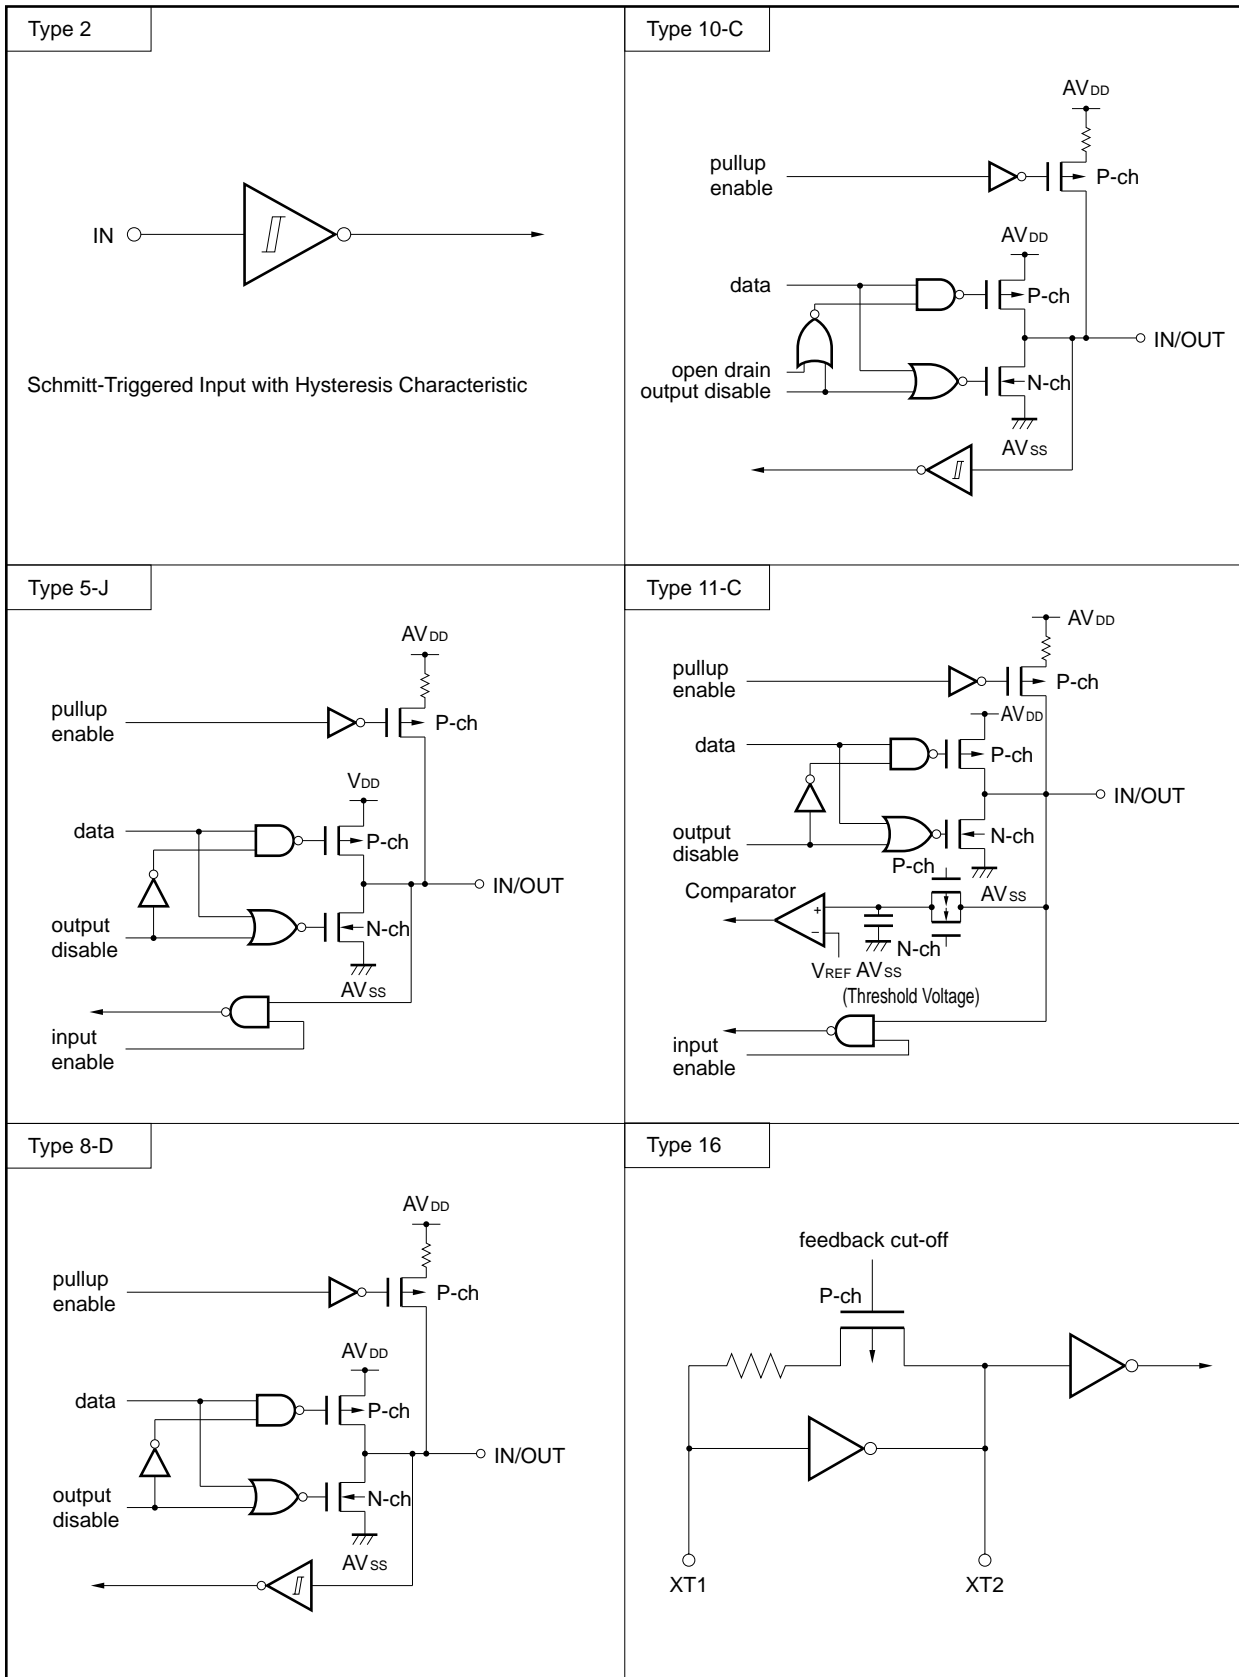 Type 2
IN
Schmitt-Triggered Input with Hysteresis Characteristic
Type 10-C
AVDD
pullup
enable
P-ch
AVDD
data
P-ch
IN/OUT
open drain
output disable
N-ch
AVSS
Type 5-J
AVDD
pullup
enable
P-ch
VDD
data
P-ch
IN/OUT
output
disable
N-ch
AVSS
input
enable
Type 11-C
AVDD
pullup
enable
P-ch
AVDD
data
P-ch
IN/OUT
output
disable
N-ch
P-ch
Comparator
AVSS
+
−
N-ch
VREF AVSS
(Threshold Voltage)
input
enable
Type 8-D
AVDD
pullup
enable
P-ch
AVDD
data
P-ch
IN/OUT
output
disable
N-ch
AVSS
Type 16
feedback cut-off
P-ch
XT1
XT2